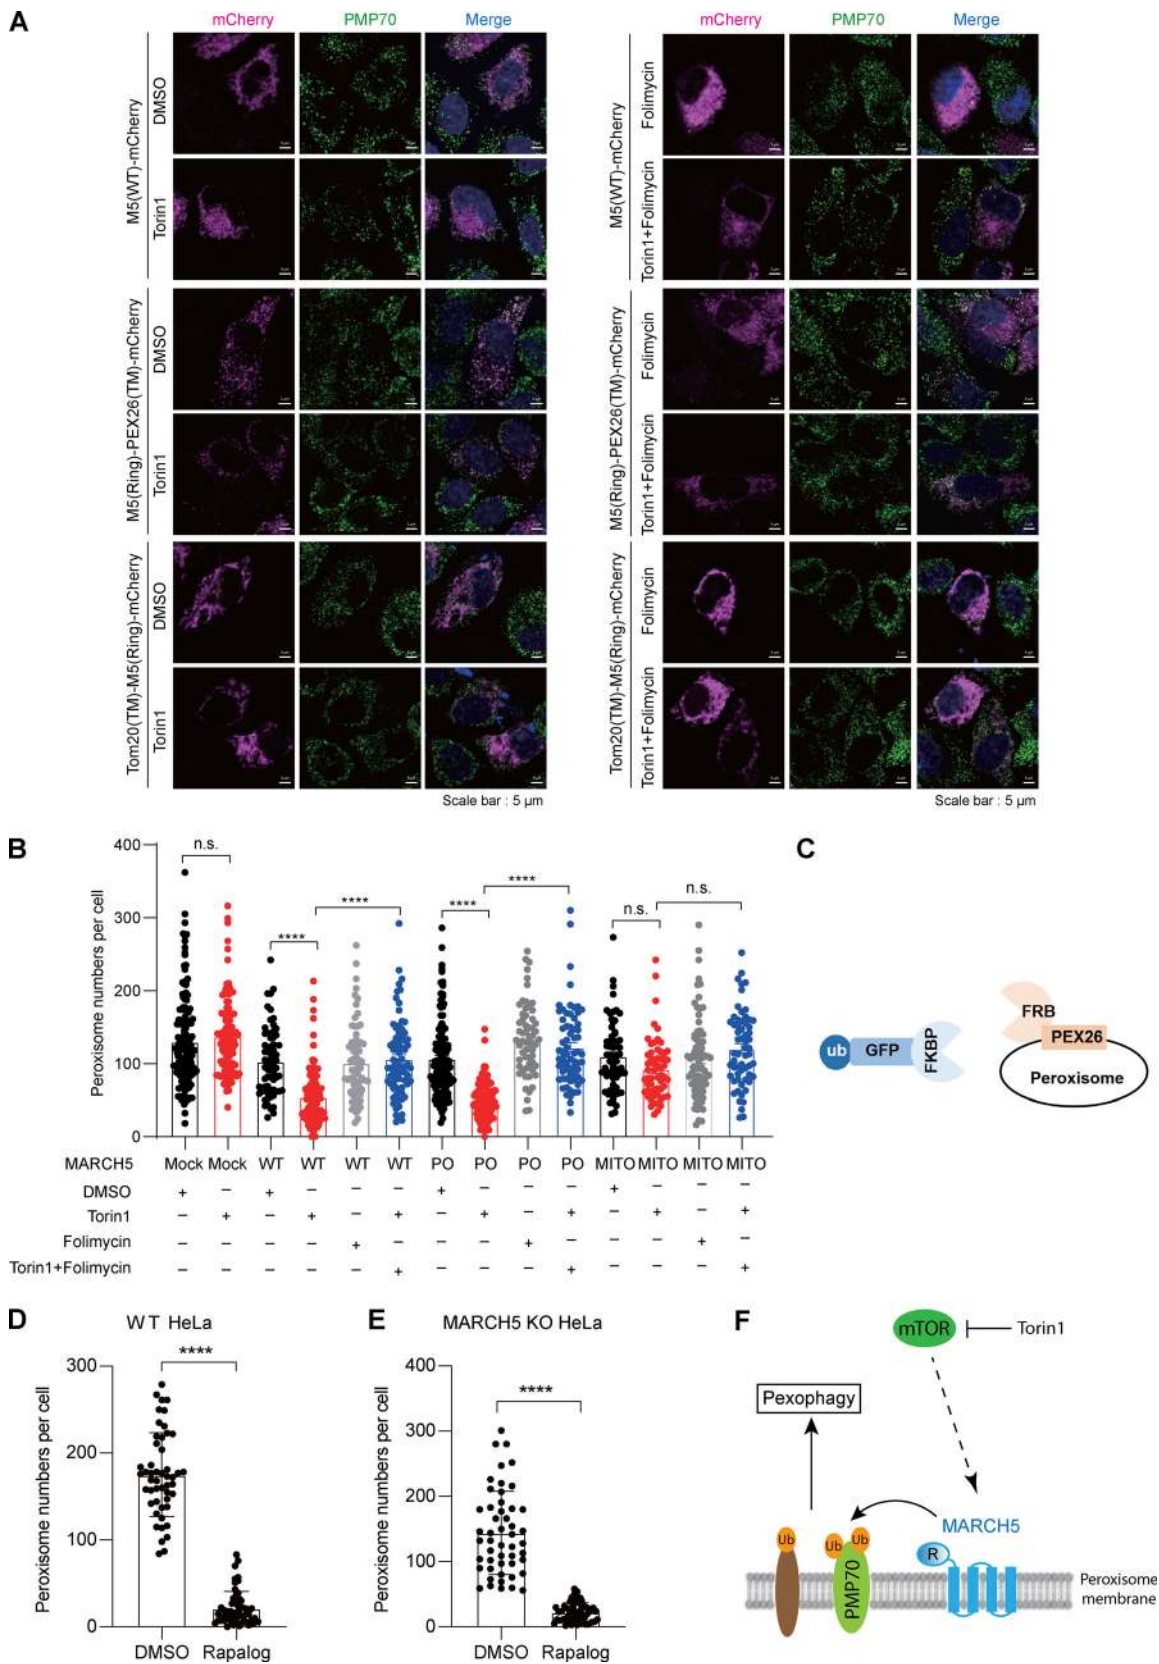 A
mCherry PMP70 Merge
mCherry PMP70 Merge
M5(WT)-mCherry
DMSO
Torin1
M5(Ring)-PEX26(TM)-mCherry
DMSO
Torin1
Tom20(TM)-M5(Ring)-mCherry
DMSO
Torin1
Scale bar : 5 µm
M5(WT)-mCherry
Folimycin
Torin1+Folimycin
M5(Ring)-PEX26(TM)-mCherry
Folimycin
Torin1+Folimycin
Tom20(TM)-M5(Ring)-mCherry
Folimycin
Torin1+Folimycin
Scale bar : 5 µm
B
Peroxisome numbers per cell
400
300
200
100
0
n.s.
****
****
****
****
n.s.
n.s.
MARCH5 Mock Mock WT WT WT WT PO PO PO PO MITO MITO MITO MITO
DMSO + − + − − − + − − − + − − −
Torin1 − + − + − + − + − + − + − +
Folimycin − − − − + − − − + − − − + −
Torin1+Folimycin − − − − − + − − − + − − − +
C
ub GFP FKBP
FRB
PEX26
Peroxisome
D
WT HeLa
****
Peroxisome numbers per cell
300
200
100
0
DMSO Rapalog
E
MARCH5 KO HeLa
****
Peroxisome numbers per cell
400
300
200
100
0
DMSO Rapalog
F
mTOR Torin1
Pexophagy
MARCH5
Ub Ub Ub
R
PMP70
Peroxisome
membrane